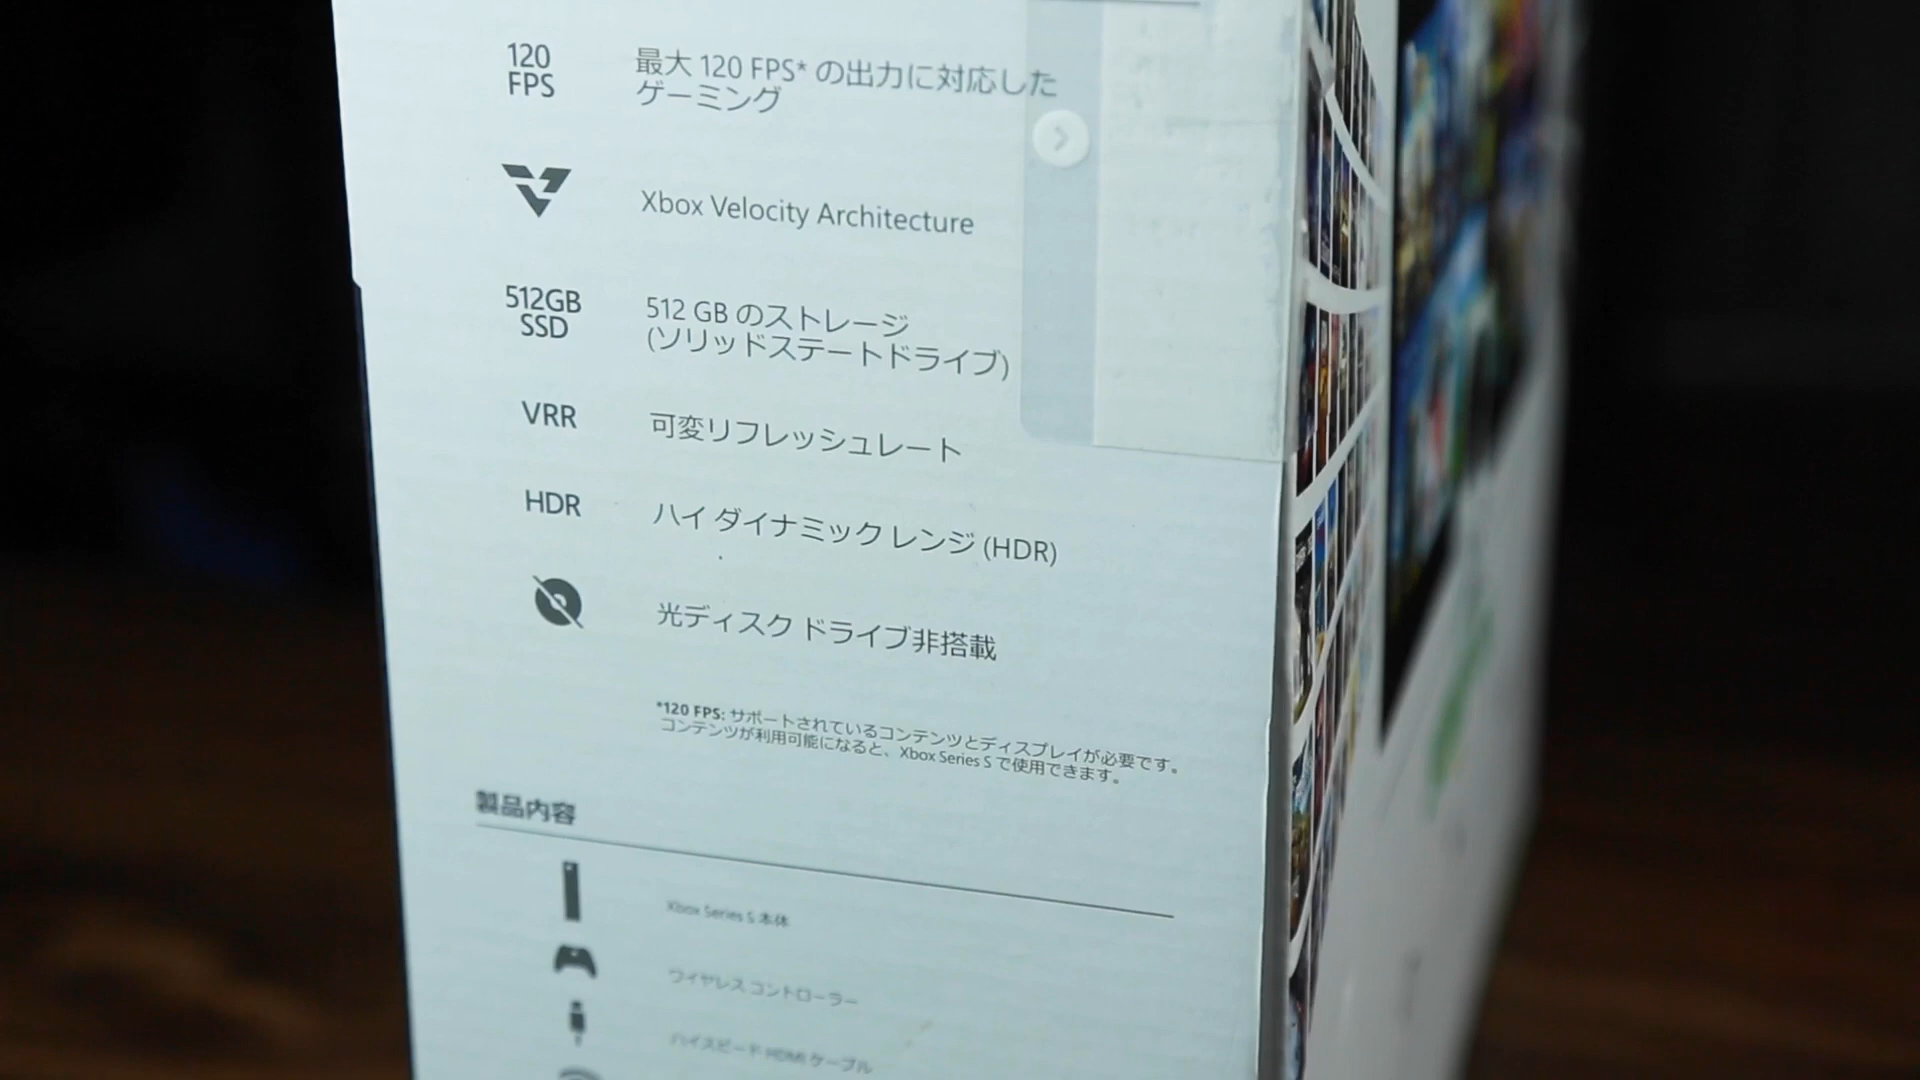 120
FPS
最大 120 FPS* の出力に対応した
ゲーミング
Xbox Velocity Architecture
512GB
SSD
512 GB のストレージ
(ソリッドステートドライブ)
VRR
可変リフレッシュレート
HDR
ハイ ダイナミック レンジ (HDR)
光ディスク ドライブ非搭載
*120 FPS: サポートされているコンテンツとディスプレイが必要です。
コンテンツが利用可能になると、Xbox Series S で使用できます。
製品内容
Xbox Series S 本体
ワイヤレス コントローラー
ハイスピード HDMI ケーブル